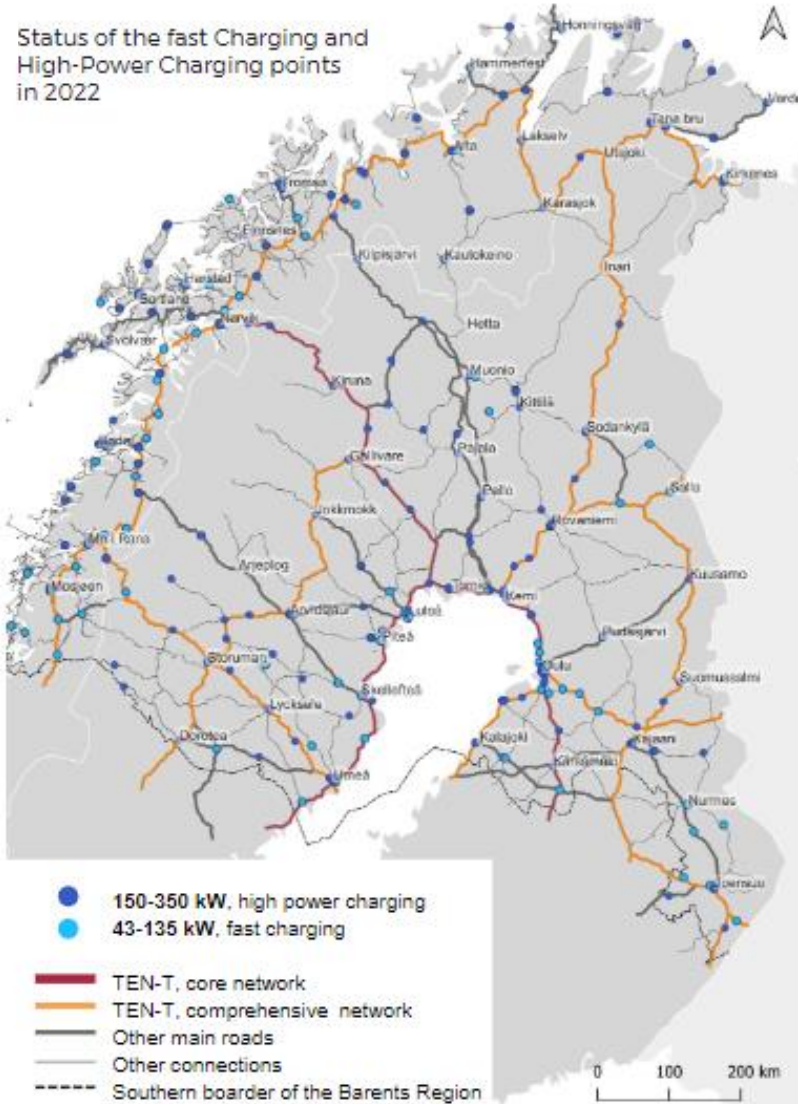 Status of the fast Charging and
High-Power Charging points
in 2022
Honningsvåg
Hammerfest
Vardø
Tana bru
Alta
Lakselv
Utsjoki
Kirkenes
Tromsø
Karasjok
Finnsnes
Kilpisjärvi
Kautokeino
Inari
Harstad
Sortland
Narvik
Hetta
Svolvær
Muonio
Kiruna
Kittilä
Sodankylä
Bodø
Pajala
Gällivare
Pello
Salla
Jokkmokk
Rovaniemi
Mo i Rana
Arjeplog
Kuusamo
Mosjøen
Tornio
Kemi
Arvidsjaur
Luleå
Piteå
Pudasjärvi
Storuman
Oulu
Suomussalmi
Skellefteå
Lycksele
Dorotea
Kalajoki
Kajaani
Umeå
Nurmes
Joensuu
150-350 kW, high power charging
43-135 kW, fast charging
TEN-T, core network
TEN-T, comprehensive network
Other main roads
Other connections
Southern boarder of the Barents Region
0 100 200 km